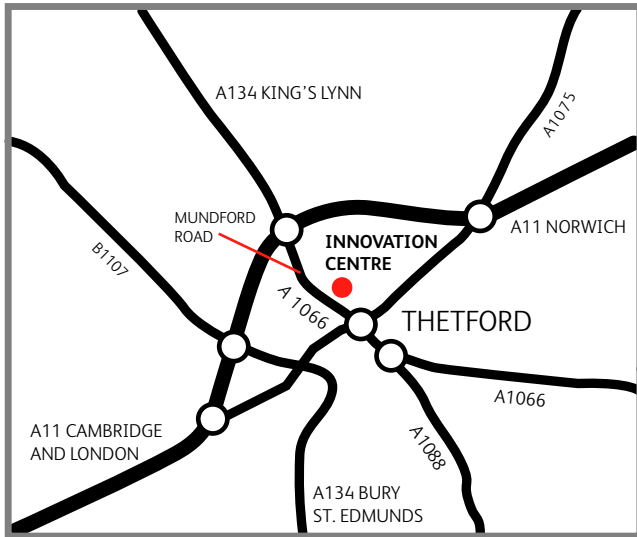 A134 KING'S LYNN
A1075
MUNDFORD
ROAD
A11 NORWICH
INNOVATION
CENTRE
B1107
A 1066
THETFORD
A1066
A11 CAMBRIDGE
AND LONDON
A1088
A134 BURY
ST. EDMUNDS